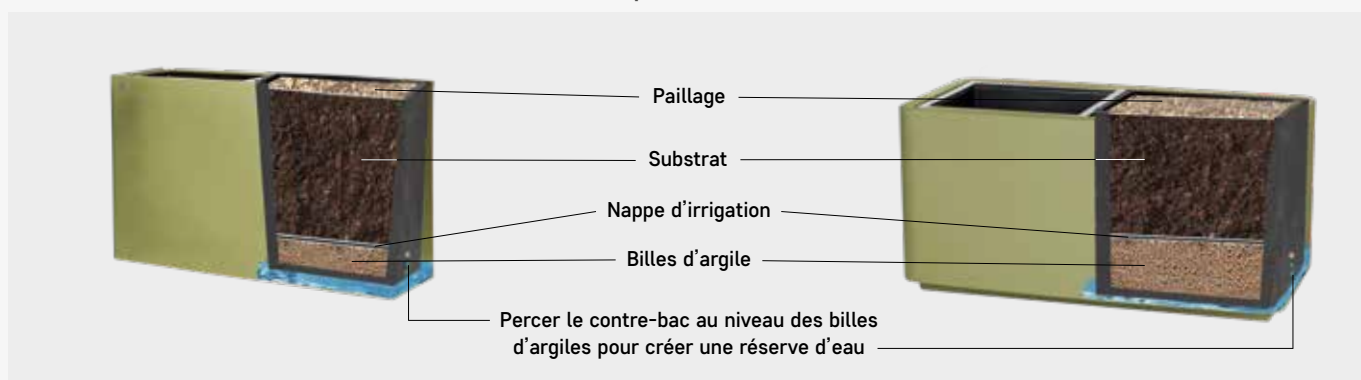 Paillage
Substrat
Nappe d'irrigation
Billes d'argile
Percer le contre-bac au niveau des billes
d'argiles pour créer une réserve d'eau